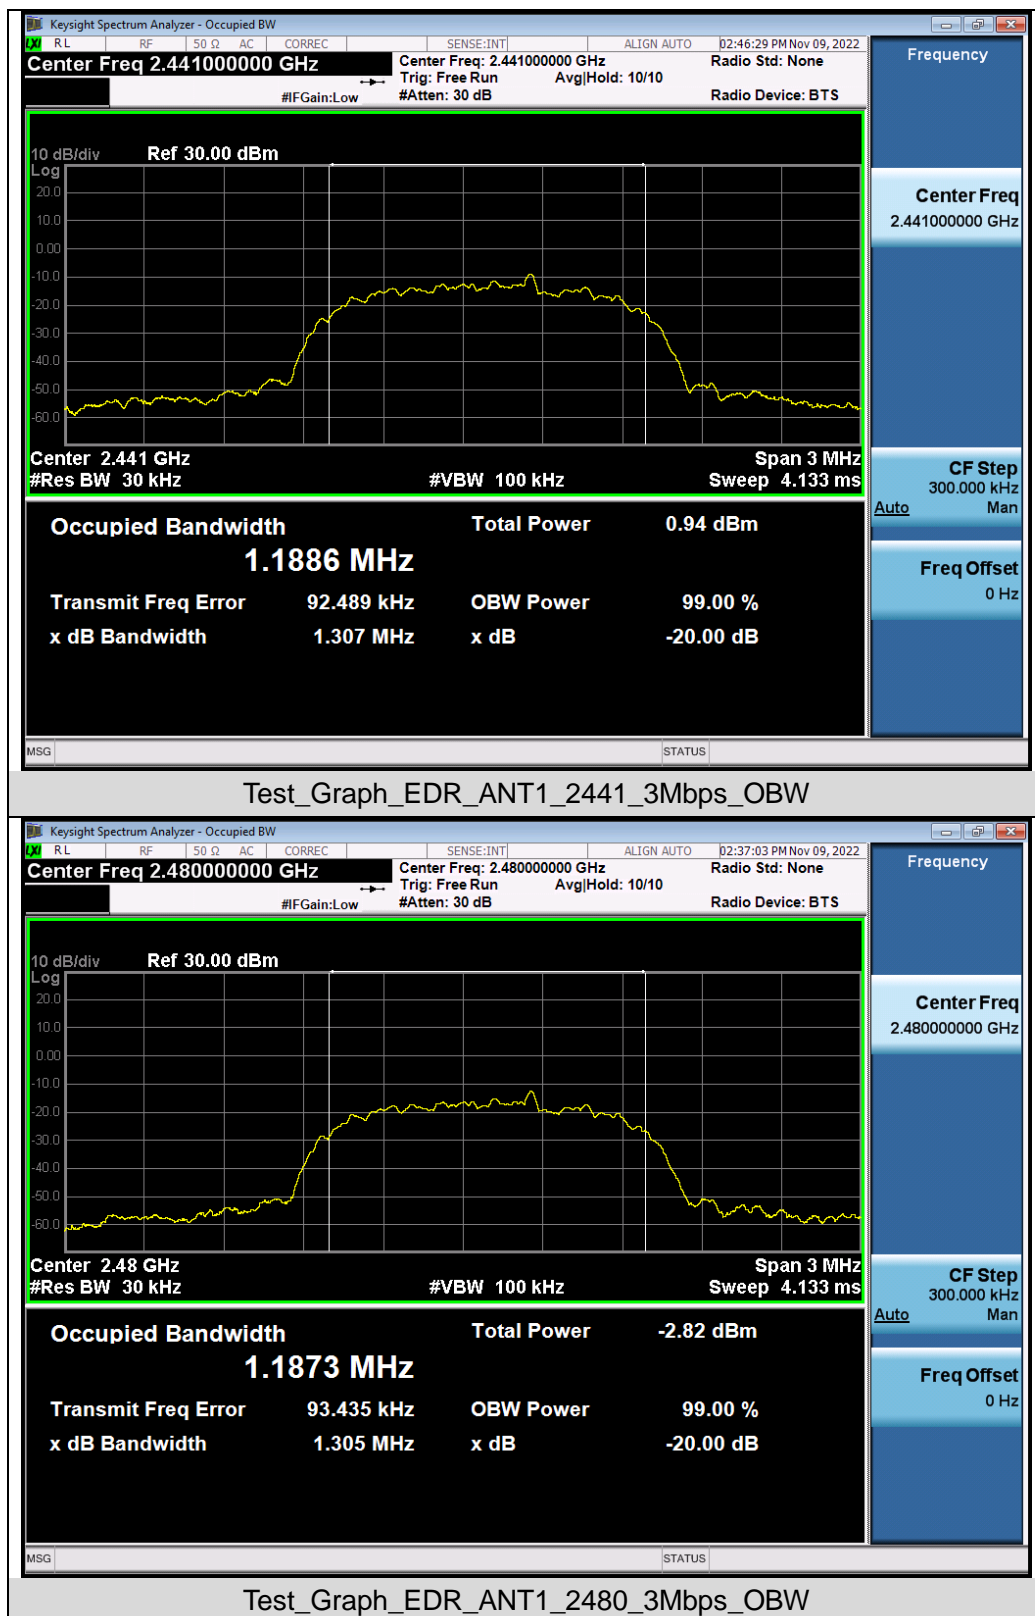 Keysight Spectrum Analyzer - Occupied BW
LXI RL RF 50 Ω AC CORREC SENSE:INT ALIGN AUTO 02:46:29 PM Nov 09, 2022
Center Freq 2.441000000 GHz
Center Freq: 2.441000000 GHz
Radio Std: None
Trig: Free Run Avg|Hold: 10/10
#IFGain:Low
#Atten: 30 dB
Radio Device: BTS
Frequency
10 dB/div Ref 30.00 dBm
Log
20.0
10.0
0.00
-10.0
-20.0
-30.0
-40.0
-50.0
-60.0
Center 2.441 GHz Span 3 MHz
#Res BW 30 kHz #VBW 100 kHz Sweep 4.133 ms
Center Freq
2.441000000 GHz
CF Step
300.000 kHz
Auto Man
Freq Offset
0 Hz
Occupied Bandwidth Total Power 0.94 dBm
1.1886 MHz
Transmit Freq Error 92.489 kHz OBW Power 99.00 %
x dB Bandwidth 1.307 MHz x dB -20.00 dB
MSG STATUS
Test_Graph_EDR_ANT1_2441_3Mbps_OBW
Keysight Spectrum Analyzer - Occupied BW
LXI RL RF 50 Ω AC CORREC SENSE:INT ALIGN AUTO 02:37:03 PM Nov 09, 2022
Center Freq 2.480000000 GHz
Center Freq: 2.480000000 GHz
Radio Std: None
Trig: Free Run Avg|Hold: 10/10
#IFGain:Low
#Atten: 30 dB
Radio Device: BTS
Frequency
10 dB/div Ref 30.00 dBm
Log
20.0
10.0
0.00
-10.0
-20.0
-30.0
-40.0
-50.0
-60.0
Center 2.48 GHz Span 3 MHz
#Res BW 30 kHz #VBW 100 kHz Sweep 4.133 ms
Center Freq
2.480000000 GHz
CF Step
300.000 kHz
Auto Man
Freq Offset
0 Hz
Occupied Bandwidth Total Power -2.82 dBm
1.1873 MHz
Transmit Freq Error 93.435 kHz OBW Power 99.00 %
x dB Bandwidth 1.305 MHz x dB -20.00 dB
MSG STATUS
Test_Graph_EDR_ANT1_2480_3Mbps_OBW